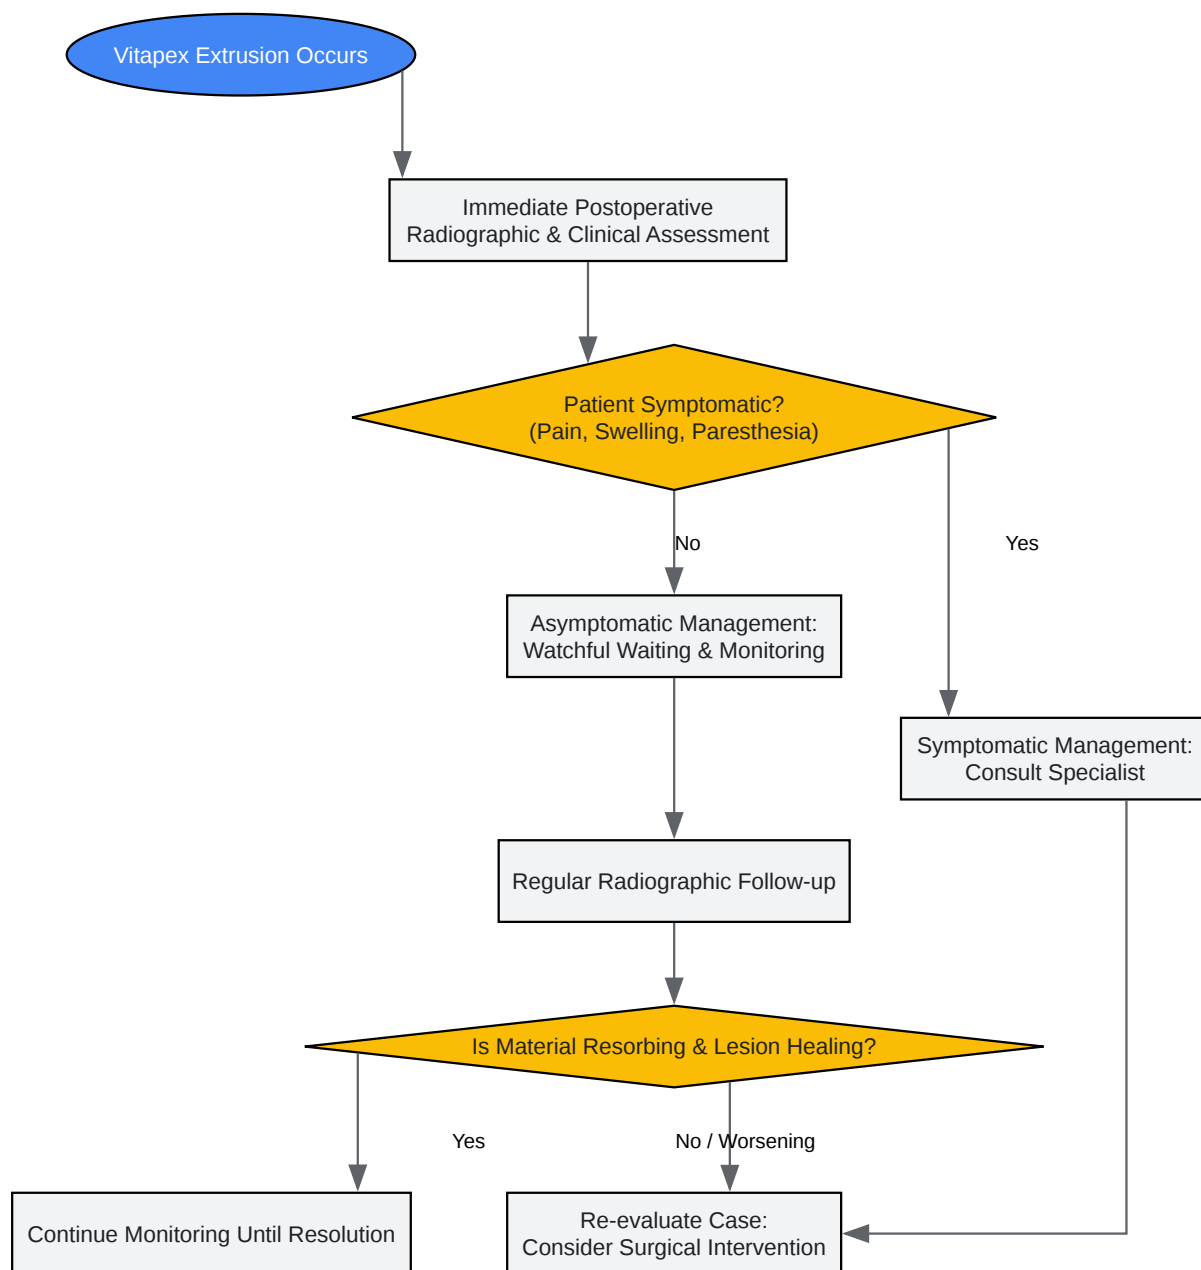 Vitapex Extrusion Occurs
Immediate Postoperative
Radiographic & Clinical Assessment
Patient Symptomatic?
(Pain, Swelling, Paresthesia)
No
Yes
Asymptomatic Management:
Watchful Waiting & Monitoring
Symptomatic Management:
Consult Specialist
Regular Radiographic Follow-up
Is Material Resorbing & Lesion Healing?
Yes
No / Worsening
Continue Monitoring Until Resolution
Re-evaluate Case:
Consider Surgical Intervention